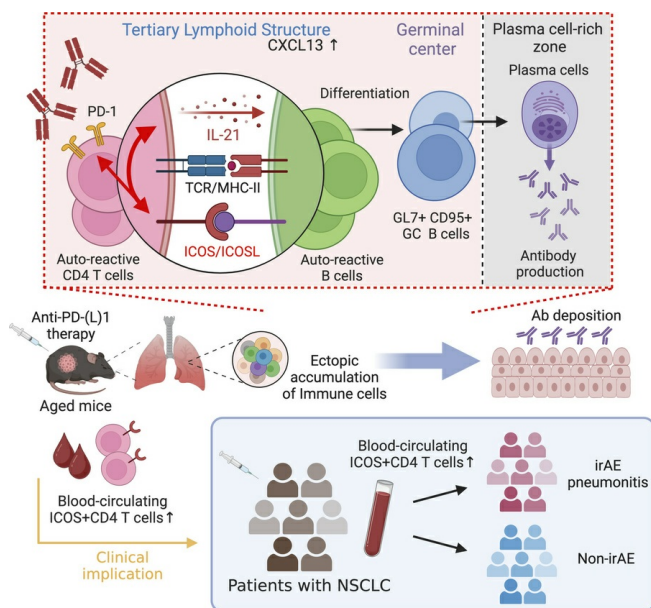 Tertiary Lymphoid Structure
CXCL13 ↑
Germinal
center
Plasma cell-rich
zone
Plasma cells
PD-1
IL-21
TCR/MHC-II
ICOS/ICOSL
Differentiation
Auto-reactive
CD4 T cells
Auto-reactive
B cells
GL7+ CD95+
GC B cells
Antibody
production
Anti-PD-(L)1
therapy
Aged mice
Ectopic
accumulation
of Immune cells
Ab deposition
Blood-circulating
ICOS+CD4 T cells↑
Clinical
implication
Patients with NSCLC
Blood-circulating
ICOS+CD4 T cells↑
irAE
pneumonitis
Non-irAE